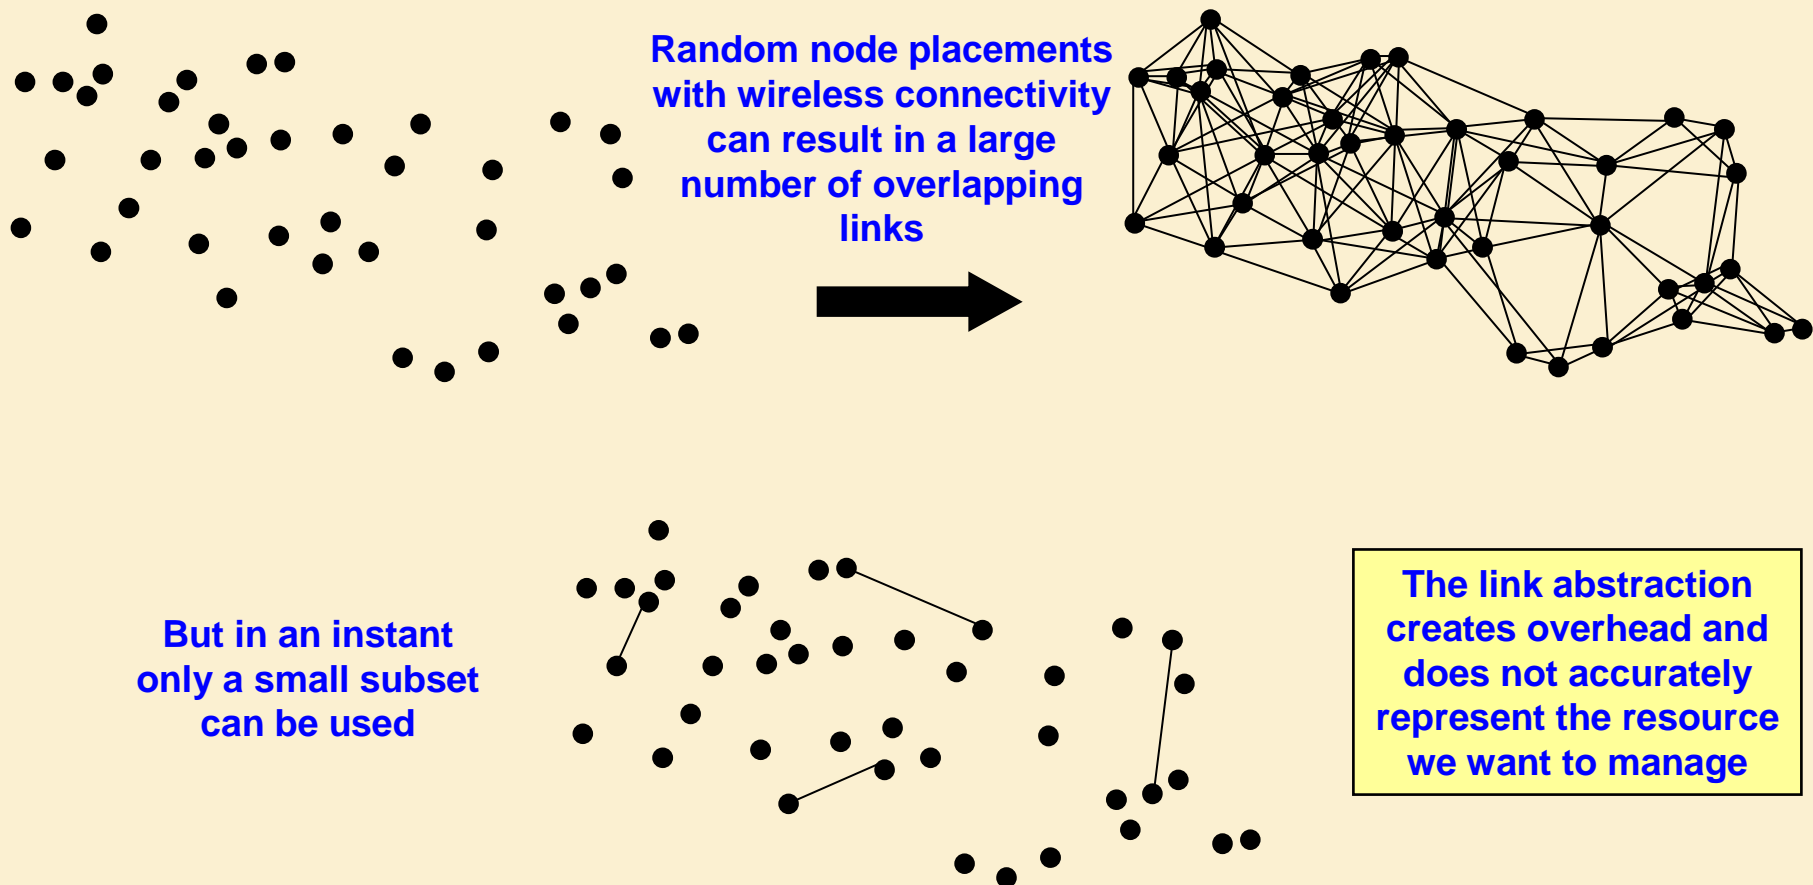 Random node placements
with wireless connectivity
can result in a large
number of overlapping
links
But in an instant
only a small subset
can be used
The link abstraction
creates overhead and
does not accurately
represent the resource
we want to manage